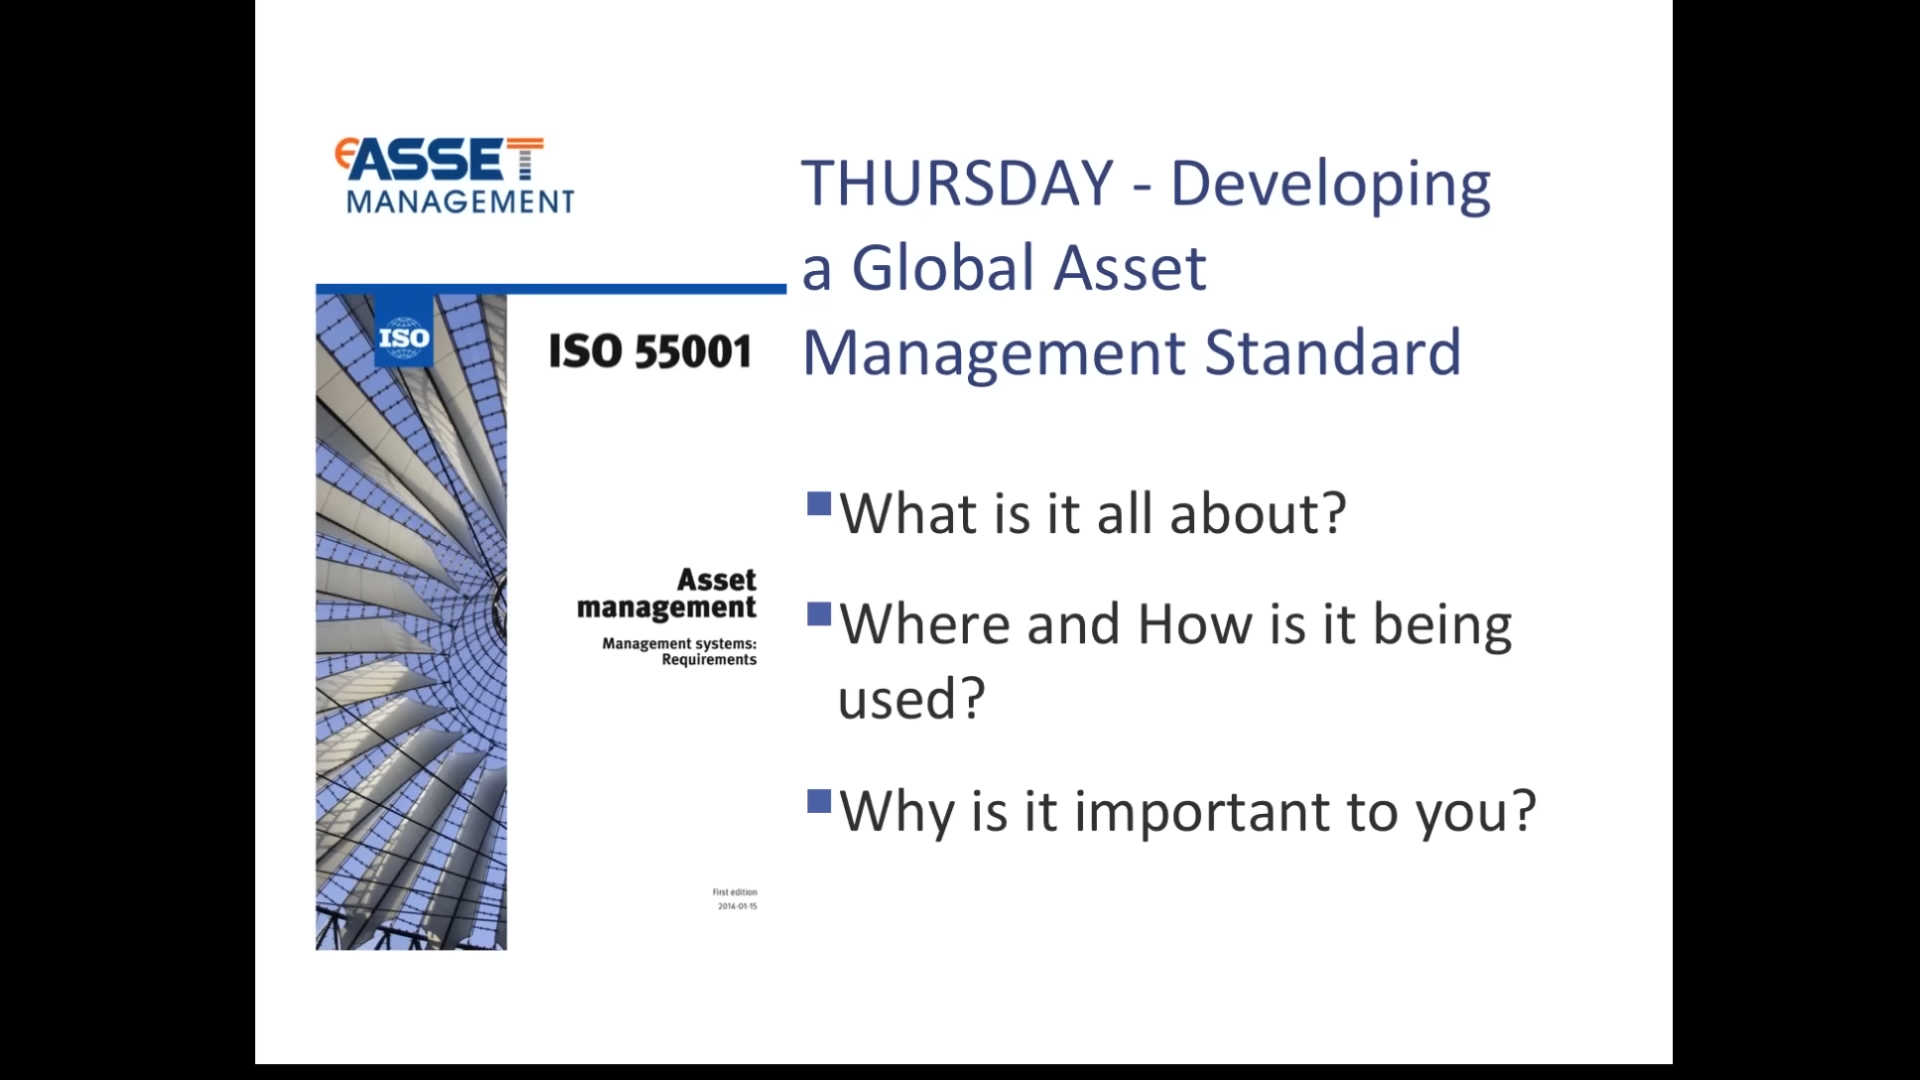 eASSET
MANAGEMENT
ISO
ISO 55001
Asset
management
Management systems:
Requirements
First edition
2014-01-15
THURSDAY - Developing
a Global Asset
Management Standard
What is it all about?
Where and How is it being
used?
Why is it important to you?